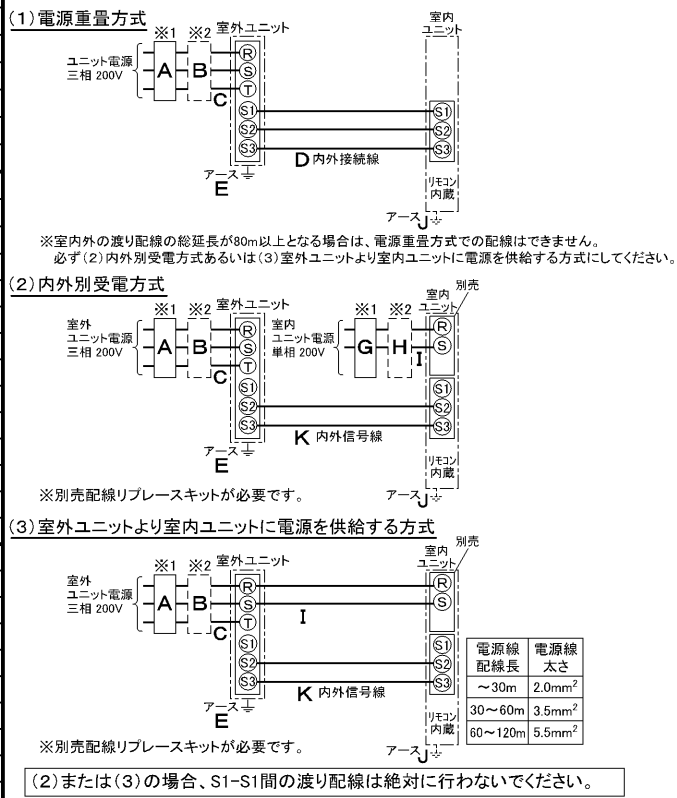 (1)電源重畳方式
※1 ※2 室外ユニット
室内
ユニット
ユニット電源
三相 200V
A
B
C
R
S
T
S1
S2
S3
S1
S2
S3
D 内外接続線
アース
E
リモコン
内蔵
アース J
※室内外の渡り配線の総延長が80m以上となる場合は、電源重畳方式での配線はできません。
必ず(2)内外別受電方式あるいは(3)室外ユニットより室内ユニットに電源を供給する方式にしてください。
(2)内外別受電方式
※1 ※2 室外ユニット
※1 ※2
室内
ユニット
別売
室外
ユニット電源
三相 200V
A
B
C
R
S
T
S1
S2
S3
室内
ユニット電源
単相 200V
G
H
I
R
S
S1
S2
S3
K 内外信号線
アース
E
リモコン
内蔵
アース J
※別売配線リプレースキットが必要です。
(3)室外ユニットより室内ユニットに電源を供給する方式
※1 ※2 室外ユニット
室内
ユニット
別売
室外
ユニット電源
三相 200V
A
B
C
R
S
T
S1
S2
S3
I
R
S
S1
S2
S3
K 内外信号線
アース
E
リモコン
内蔵
アース J
電源線
配線長
電源線
太さ
~30m 2.0mm²
30~60m 3.5mm²
60~120m 5.5mm²
※別売配線リプレースキットが必要です。
(2)または(3)の場合、S1-S1間の渡り配線は絶対に行わないでください。